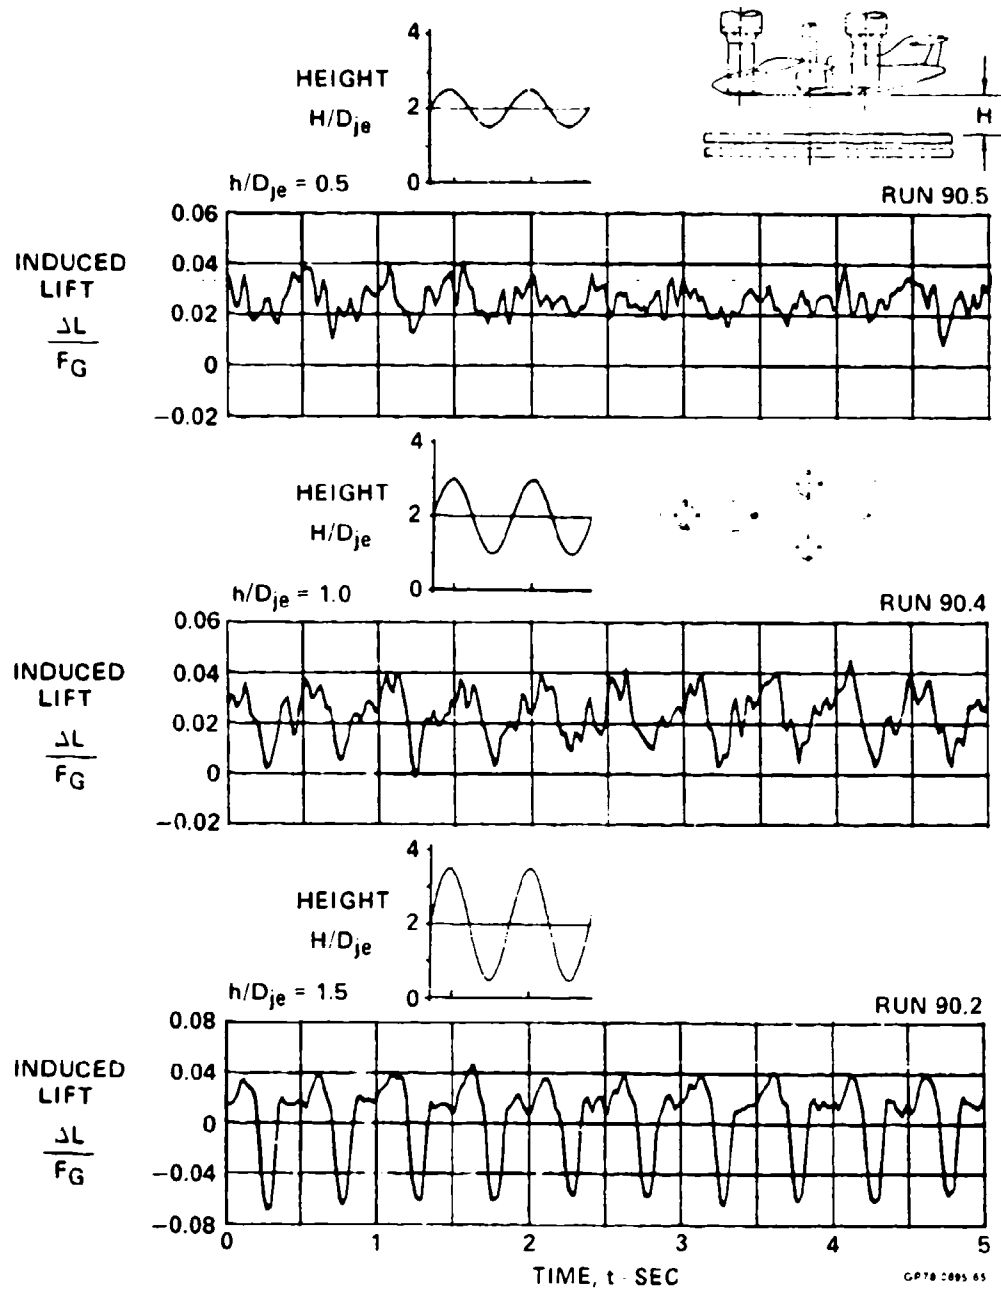 4
HEIGHT
H/Dje
2
0
H
h/Dje = 0.5
RUN 90.5
INDUCED
LIFT
ΔL
FG
0.06
0.04
0.02
0
−0.02
4
HEIGHT
H/Dje
2
0
h/Dje = 1.0
RUN 90.4
INDUCED
LIFT
ΔL
FG
0.06
0.04
0.02
0
−0.02
4
HEIGHT
H/Dje
2
0
h/Dje = 1.5
RUN 90.2
INDUCED
LIFT
ΔL
FG
0.08
0.04
0
−0.04
−0.08
0 1 2 3 4 5
TIME, t - SEC